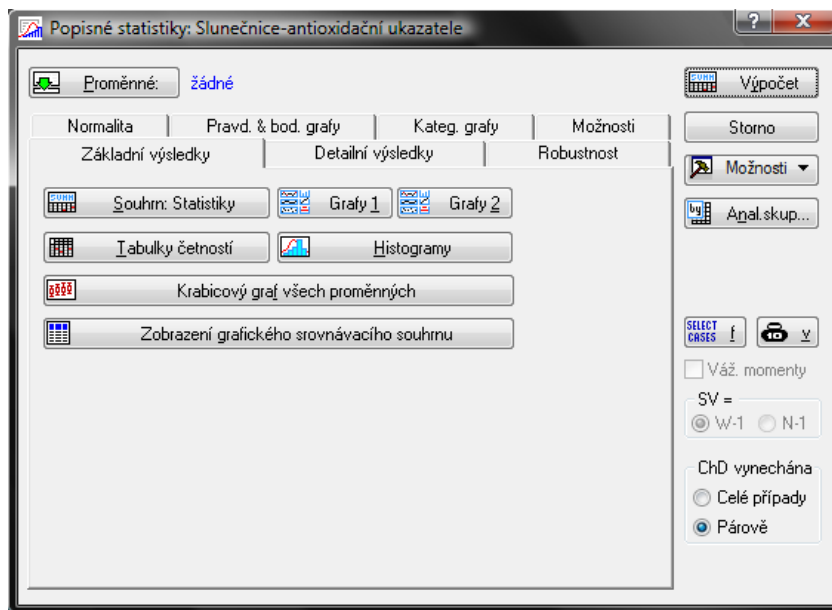 Popisné statistiky: Slunečnice-antioxidační ukazatele
? X
Proměnné: žádné
Výpočet
Normalita Pravd. & bod. grafy Kateg. grafy Možnosti
Storno
Základní výsledky Detailní výsledky Robustnost
Možnosti
Souhrn: Statistiky Grafy 1 Grafy 2
by Anal.skup...
Tabulky četností Histogramy
Krabicový graf všech proměnných
Zobrazení grafického srovnávacího souhrnu
SELECT CASES f v
Váž. momenty
SV =
W-1 N-1
ChD vynechána
Celé případy
Párově